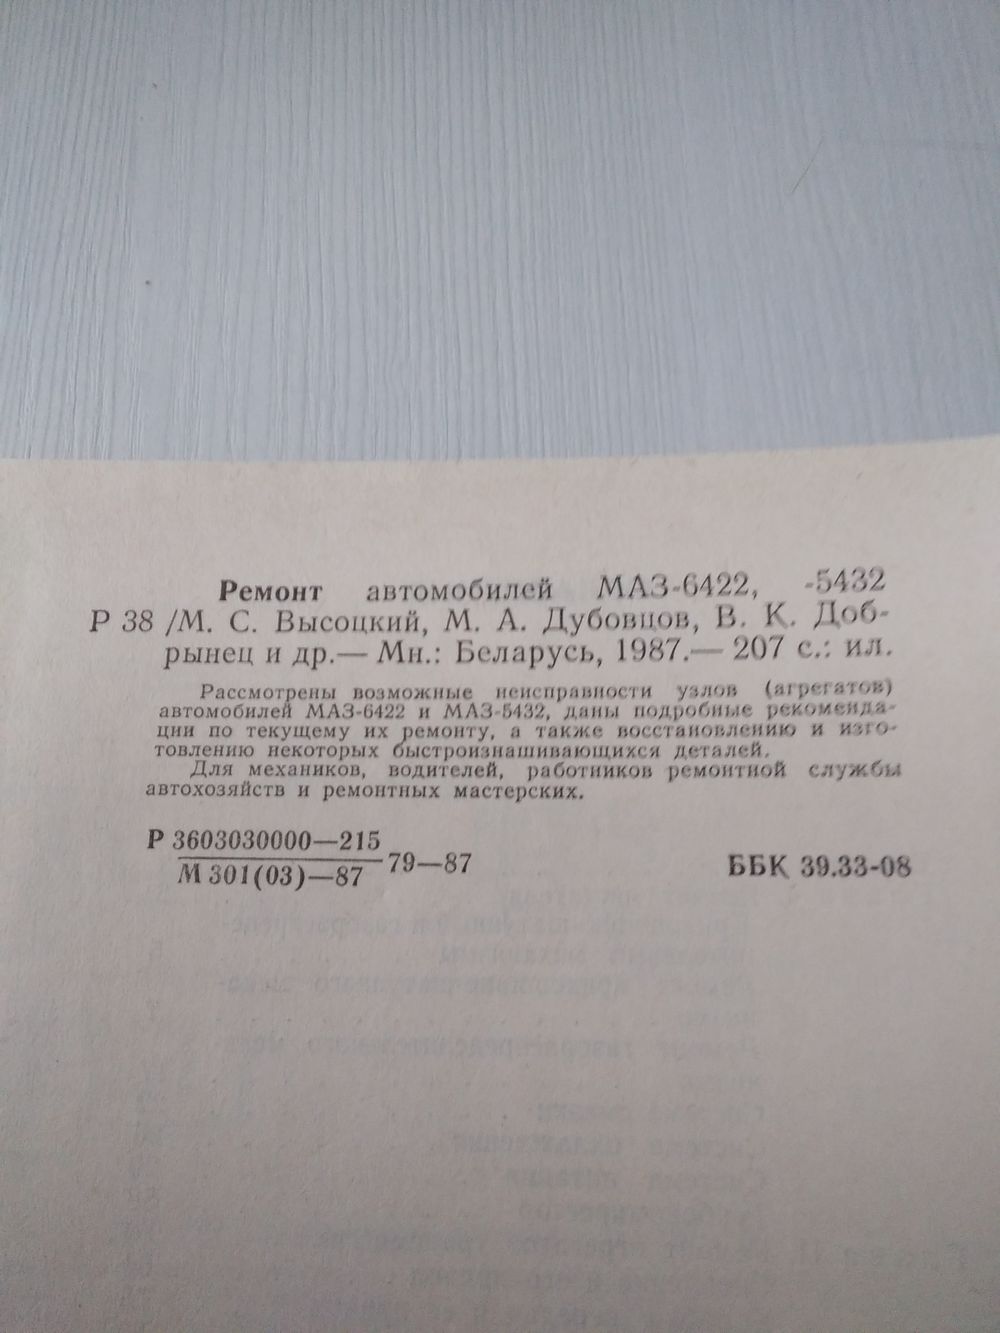 Ремонт автомобилей МАЗ-6422, -5432
Р 38 /М. С. Высоцкий, М. А. Дубовцов, В. К. Доб-
рынец и др.— Мн.: Беларусь, 1987.— 207 с.: ил.
Рассмотрены возможные неисправности узлов (агрегатов)
автомобилей МАЗ-6422 и МАЗ-5432, даны подробные рекоменда-
ции по текущему их ремонту, а также восстановлению и изго-
товлению некоторых быстроизнашивающихся деталей.
Для механиков, водителей, работников ремонтной службы
автохозяйств и ремонтных мастерских.
Р 3603030000—215
М 301(03)—87 79—87
ББК 39.33-08